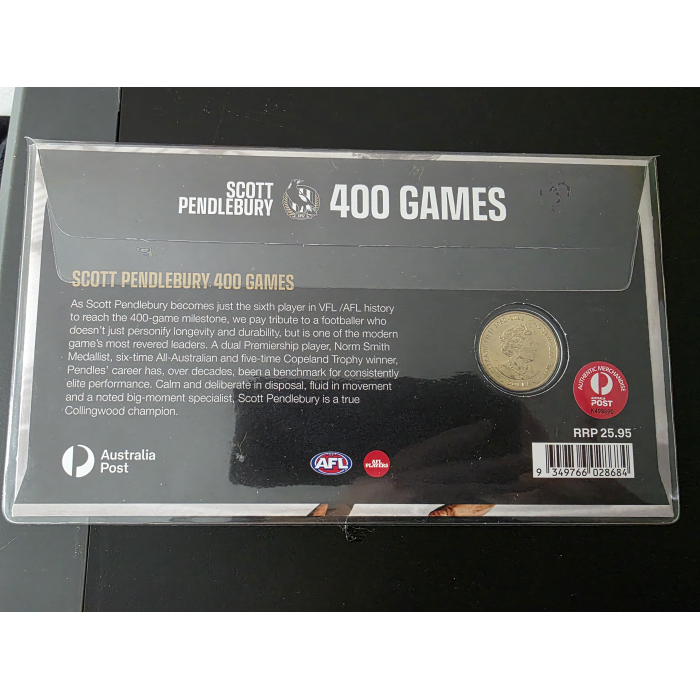 SCOTT
PENDLEBURY
400 GAMES
SCOTT PENDLEBURY 400 GAMES
As Scott Pendlebury becomes just the sixth player in VFL /AFL history
to reach the 400-game milestone, we pay tribute to a footballer who
doesn't just personify longevity and durability, but is one of the modern
game's most revered leaders. A dual Premiership player, Norm Smith
Medallist, six-time All-Australian and five-time Copeland Trophy winner,
Pendles' career has, over decades, been a benchmark for consistently
elite performance. Calm and deliberate in disposal, fluid in movement
and a noted big-moment specialist, Scott Pendlebury is a true
Collingwood champion.
Australia
Post
AFL
AFL
PLAYERS
AUTHENTIC MERCHANDISE
POST
RRP 25.95
9 349766 028684